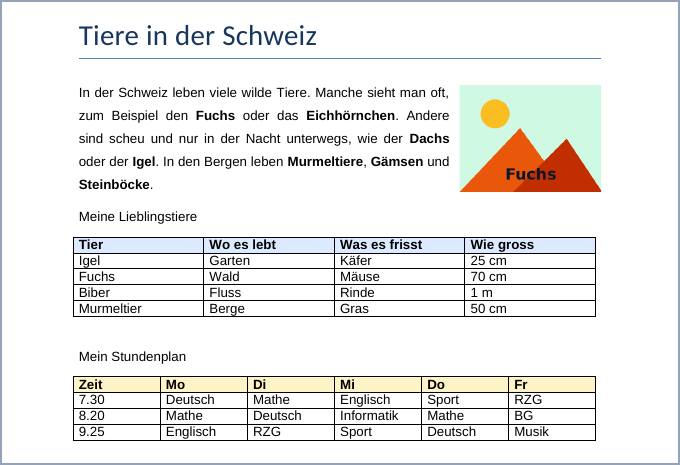 Tiere in der Schweiz
In der Schweiz leben viele wilde Tiere. Manche sieht man oft,
zum Beispiel den Fuchs oder das Eichhörnchen. Andere
sind scheu und nur in der Nacht unterwegs, wie der Dachs
oder der Igel. In den Bergen leben Murmeltiere, Gämsen und
Steinböcke.
Fuchs
Meine Lieblingstiere
Tier Wo es lebt Was es frisst Wie gross
Igel Garten Käfer 25 cm
Fuchs Wald Mäuse 70 cm
Biber Fluss Rinde 1 m
Murmeltier Berge Gras 50 cm
Mein Stundenplan
Zeit Mo Di Mi Do Fr
7.30 Deutsch Mathe Englisch Sport RZG
8.20 Mathe Deutsch Informatik Mathe BG
9.25 Englisch RZG Sport Deutsch Musik